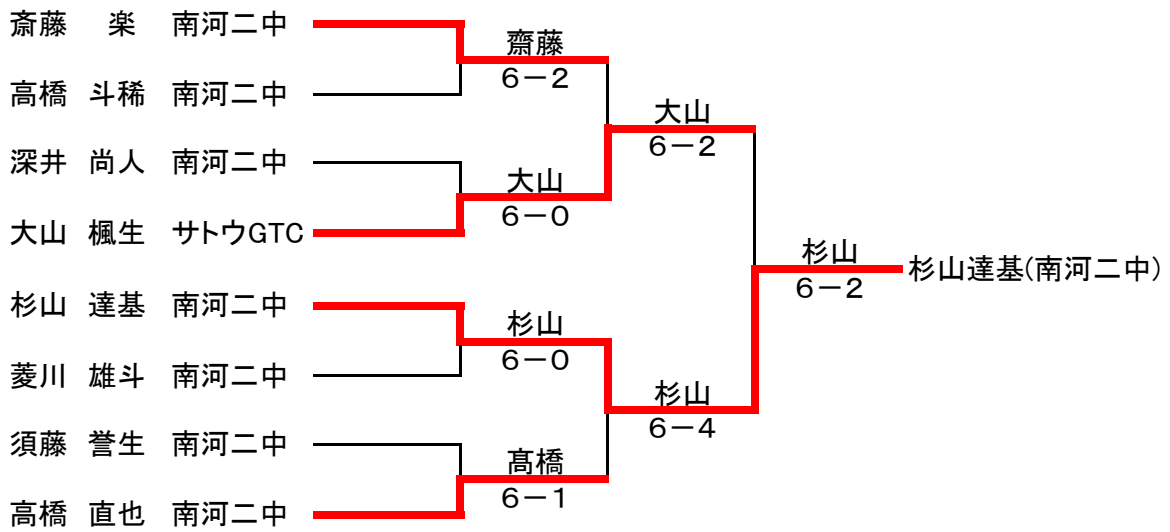 斎藤 楽 南河二中
齋藤
6-2
高橋 斗稀 南河二中
大山
6-2
深井 尚人 南河二中
大山
6-0
大山 楓生 サトウGTC
杉山
6-2
杉山達基(南河二中)
杉山 達基 南河二中
杉山
6-0
菱川 雄斗 南河二中
杉山
6-4
須藤 誉生 南河二中
髙橋
6-1
高橋 直也 南河二中